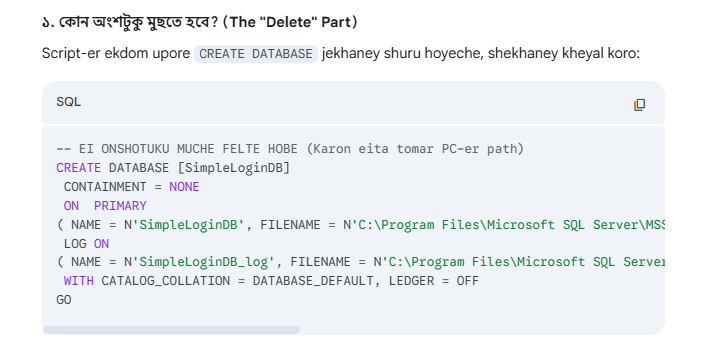 ১. কোন অংশটুকু মুছতে হবে? (The "Delete" Part)
Script-er ekdom upore CREATE DATABASE jekhaney shuru hoyeche, shekhaney kheyal koro:
SQL
-- EI ONSHOTUKU MUCHE FELTE HOBE (Karon eita tomar PC-er path)
CREATE DATABASE [SimpleLoginDB]
CONTAINMENT = NONE
ON  PRIMARY
( NAME = N'SimpleLoginDB', FILENAME = N'C:\Program Files\Microsoft SQL Server\MSS
LOG ON
( NAME = N'SimpleLoginDB_log', FILENAME = N'C:\Program Files\Microsoft SQL Server
WITH CATALOG_COLLATION = DATABASE_DEFAULT, LEDGER = OFF
GO